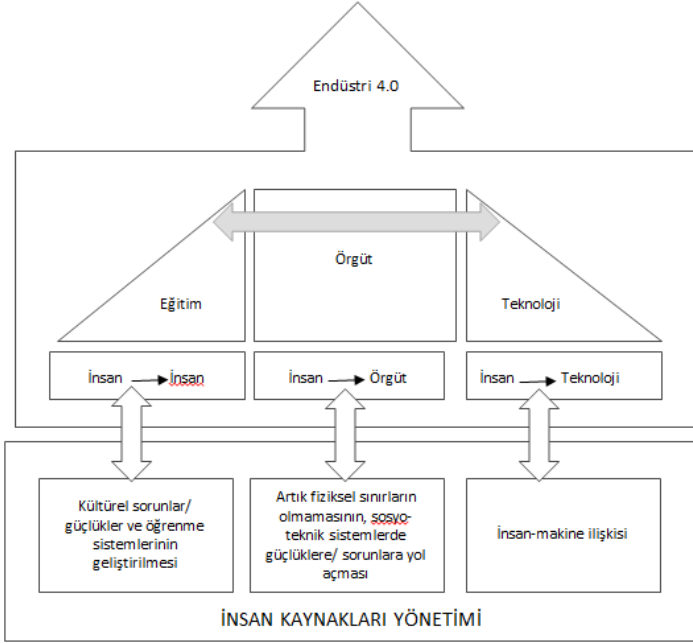 Endüstri 4.0
Örgüt
Eğitim
Teknoloji
İnsan İnsan
İnsan Örgüt
İnsan Teknoloji
Kültürel sorunlar/
güçlükler ve öğrenme
sistemlerinin
geliştirilmesi
Artık fiziksel sınırların
olmamasının, sosyo-
teknik sistemlerde
güçlüklere/ sorunlara yol
açması
İnsan-makine ilişkisi
İNSAN KAYNAKLARI YÖNETİMİ